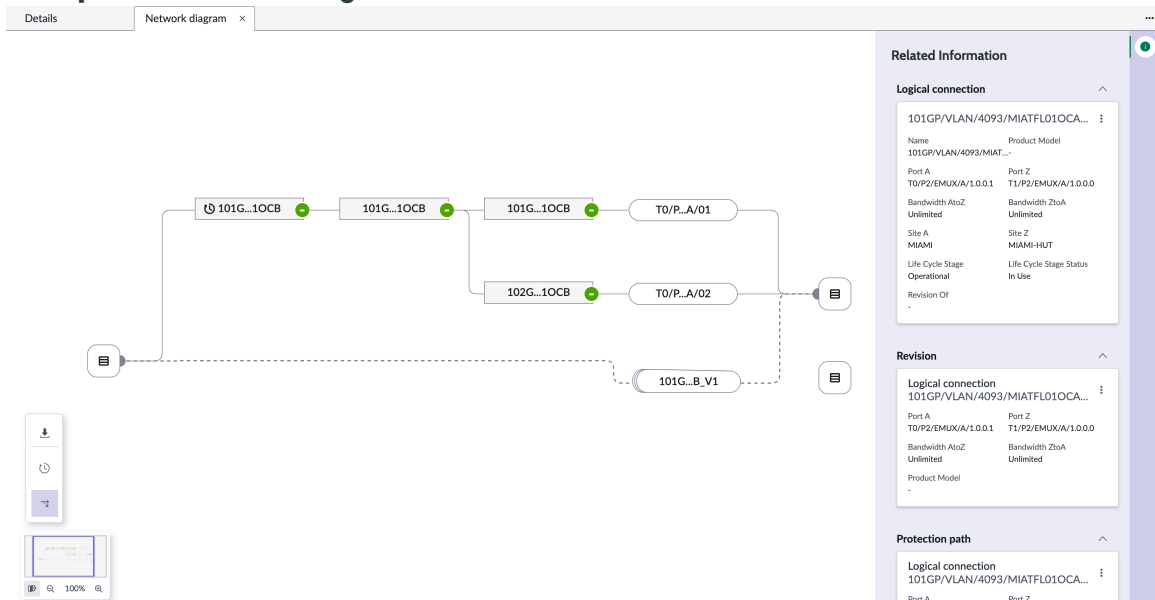 Details
Network diagram ×
Related Information
Logical connection
101GP/VLAN/4093/MIATFL01OCA...
Name Product Model
101GP/VLAN/4093/MIAT... -
Port A Port Z
T0/P2/EMUX/A/1.0.0.1 T1/P2/EMUX/A/1.0.0.0
Bandwidth AtoZ Bandwidth ZtoA
Unlimited Unlimited
Site A Site Z
MIAMI MIAMI-HUT
Life Cycle Stage Life Cycle Stage Status
Operational In Use
Revision Of
-
Revision
Logical connection
101GP/VLAN/4093/MIATFL01OCA...
Port A Port Z
T0/P2/EMUX/A/1.0.0.1 T1/P2/EMUX/A/1.0.0.0
Bandwidth AtoZ Bandwidth ZtoA
Unlimited Unlimited
Product Model
-
Protection path
Logical connection
101GP/VLAN/4093/MIATFL01OCA...
Port A Port Z
101G...1OCB 101G...1OCB 101G...1OCB T0/P...A/01
102G...1OCB T0/P...A/02
101G...B_V1
100%